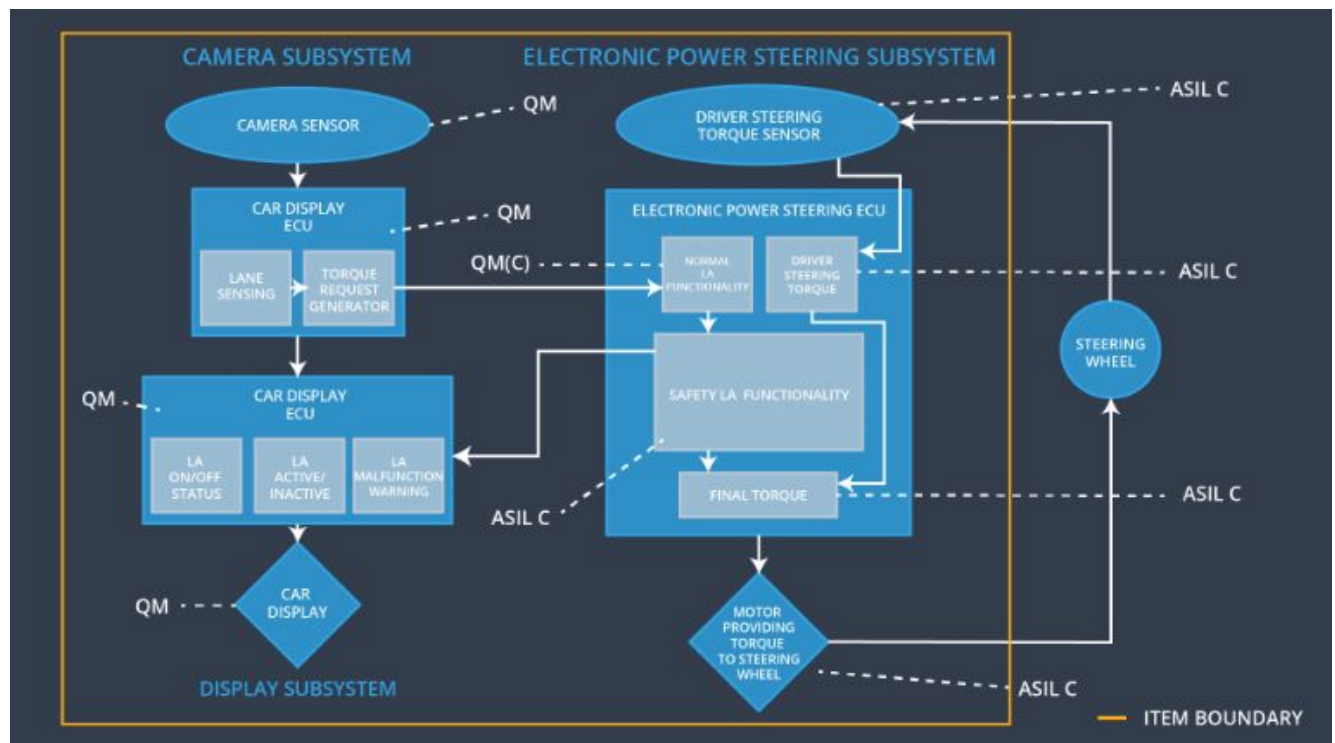 CAMERA SUBSYSTEM
ELECTRONIC POWER STEERING SUBSYSTEM
CAMERA SENSOR
QM
DRIVER STEERING
TORQUE SENSOR
ASIL C
CAR DISPLAY
ECU
QM
LANE
SENSING
TORQUE
REQUEST
GENERATOR
QM(C)
ELECTRONIC POWER STEERING ECU
NORMAL
LA
FUNCTIONALITY
DRIVER
STEERING
TORQUE
ASIL C
STEERING
WHEEL
SAFETY LA FUNCTIONALITY
QM
CAR DISPLAY
ECU
LA
ON/OFF
STATUS
LA
ACTIVE/
INACTIVE
LA
MALFUNCTION
WARNING
ASIL C
FINAL TORQUE
ASIL C
QM
CAR
DISPLAY
MOTOR
PROVIDING
TORQUE
TO STEERING
WHEEL
ASIL C
DISPLAY SUBSYSTEM
ITEM BOUNDARY